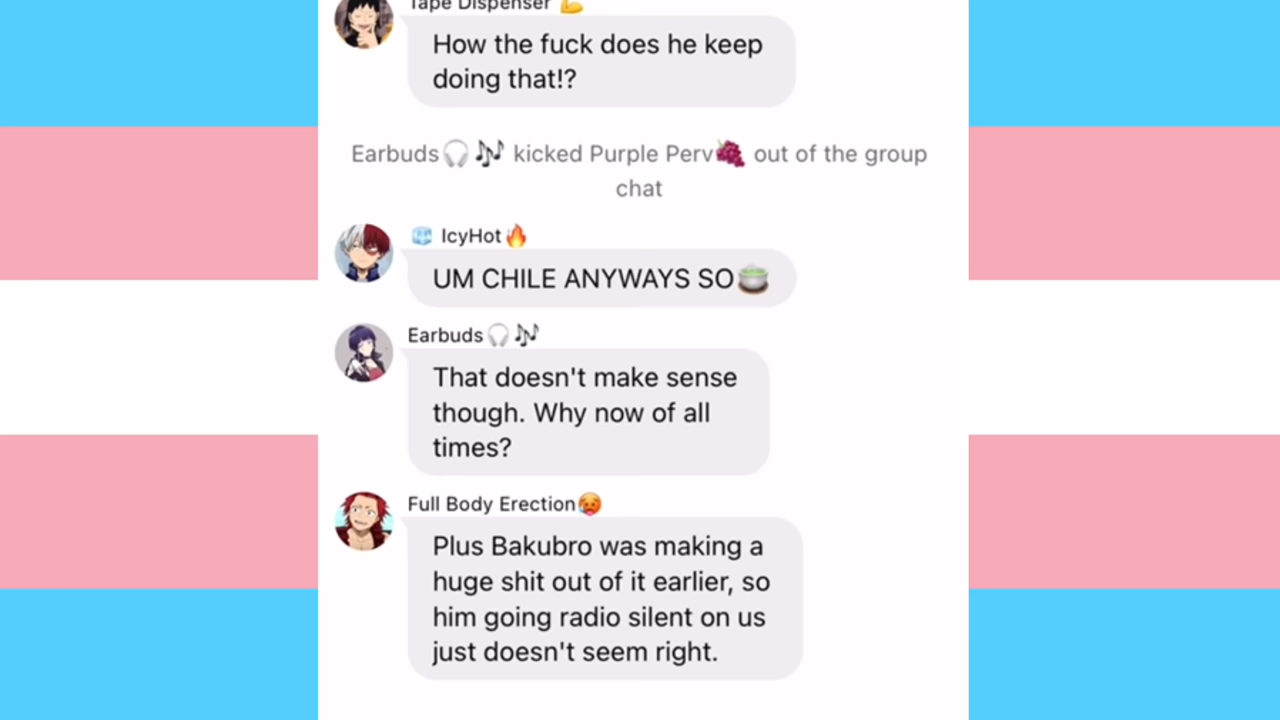 Tape Dispenser 💪
How the fuck does he keep
doing that!?
Earbuds🎧🎶 kicked Purple Perv🍇 out of the group
chat
🧊 IcyHot🔥
UM CHILE ANYWAYS SO🍵
Earbuds🎧🎶
That doesn't make sense
though. Why now of all
times?
Full Body Erection🥵
Plus Bakubro was making a
huge shit out of it earlier, so
him going radio silent on us
just doesn't seem right.